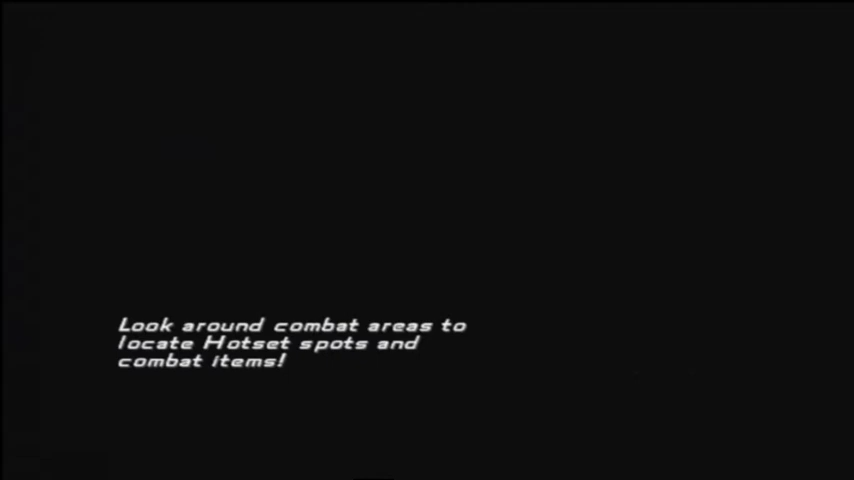 Look around combat areas to
locate Hotset spots and
combat items!